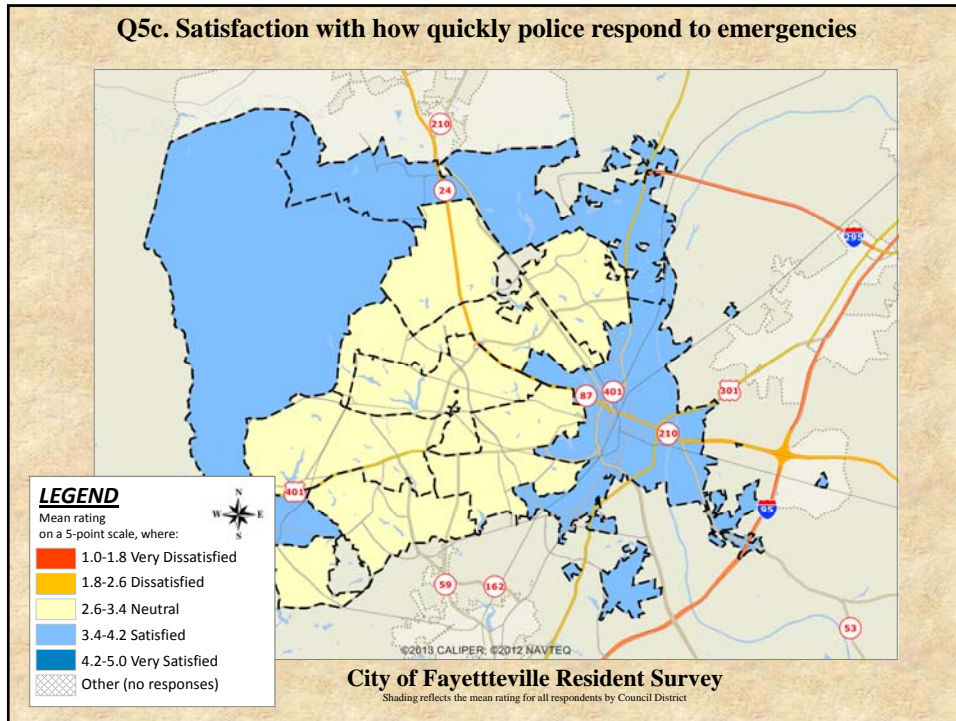 Q5c. Satisfaction with how quickly police respond to emergencies
210
24
295
87
401
301
210
401
95
59
162
53
LEGEND
N
W E
S
Mean rating
on a 5-point scale, where:
1.0-1.8 Very Dissatisfied
1.8-2.6 Dissatisfied
2.6-3.4 Neutral
3.4-4.2 Satisfied
4.2-5.0 Very Satisfied
Other (no responses)
©2013 CALIPER; ©2012 NAVTEQ
City of Fayettteville Resident Survey
Shading reflects the mean rating for all respondents by Council District